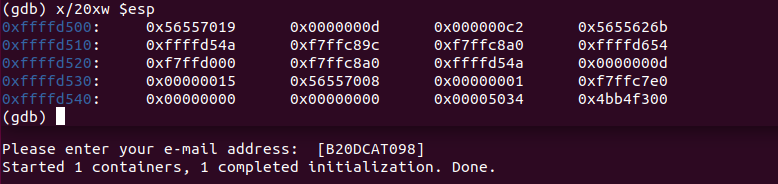 (gdb) x/20xw $esp
0xffffd500: 0x56557019 0x0000000d 0x000000c2 0x5655626b
0xffffd510: 0xffffd54a 0xf7ffc89c 0xf7ffc8a0 0xffffd654
0xffffd520: 0xf7ffd000 0xf7ffc8a0 0xffffd54a 0x0000000d
0xffffd530: 0x00000015 0x56557008 0x00000001 0xf7ffc7e0
0xffffd540: 0x00000000 0x00000000 0x00005034 0x4bb4f300
(gdb)
Please enter your e-mail address: [B20DCAT098]
Started 1 containers, 1 completed initialization. Done.